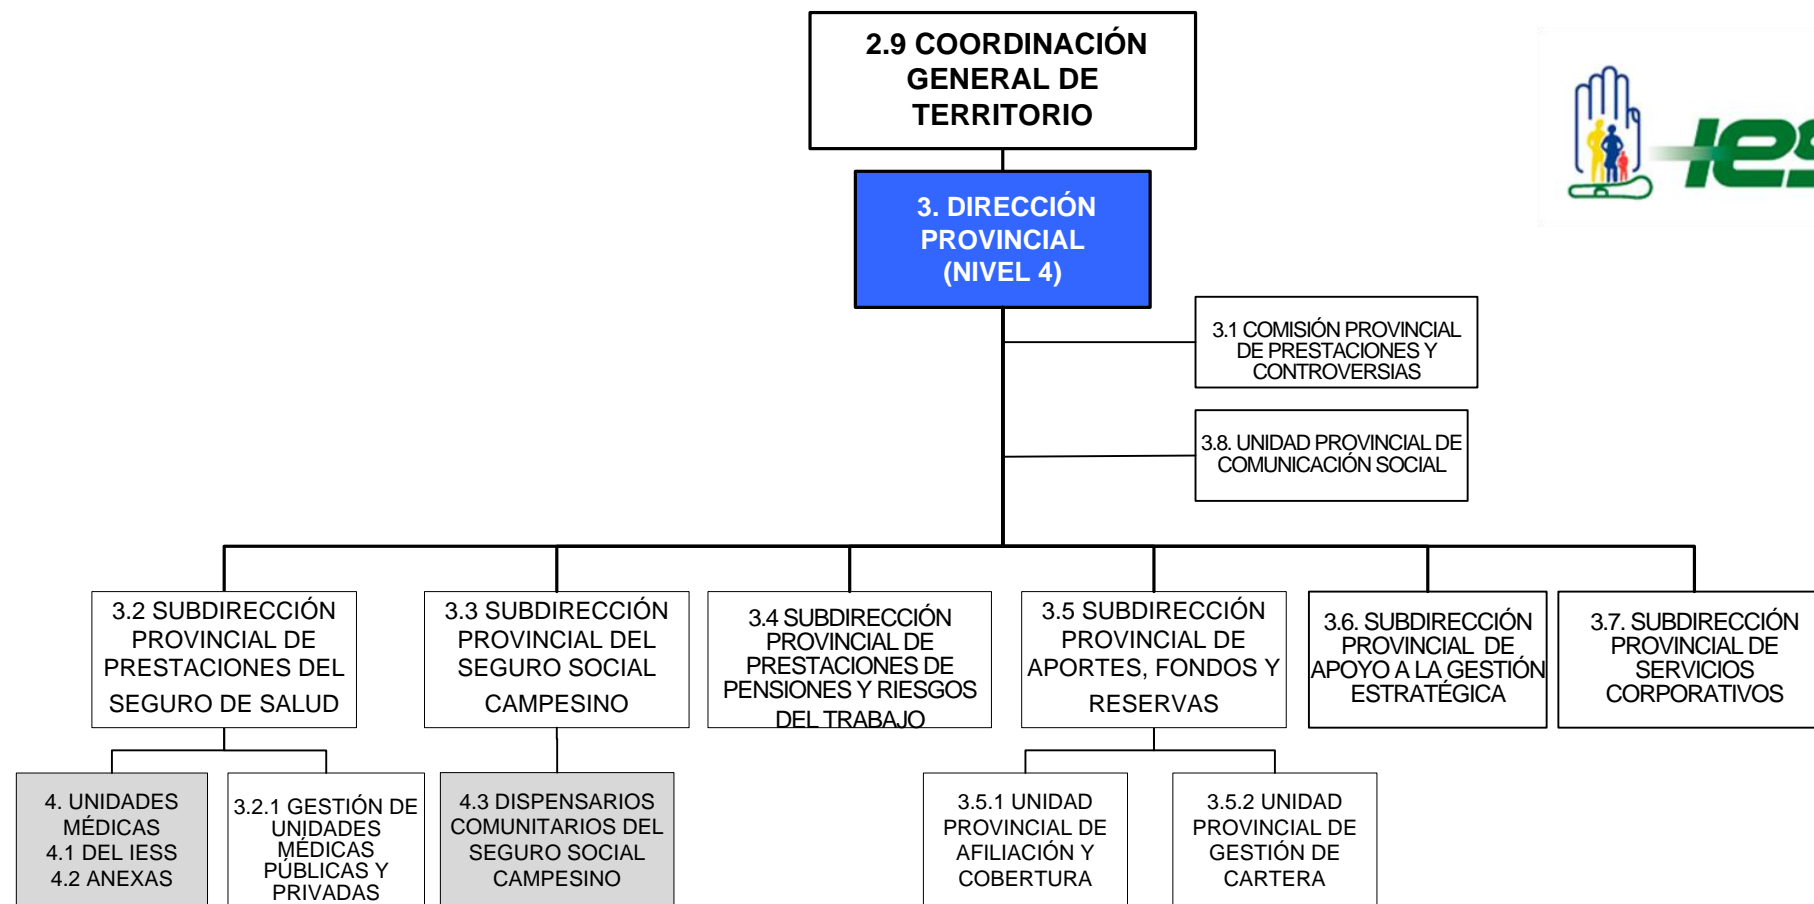 2.9 COORDINACIÓN
GENERAL DE
TERRITORIO
3. DIRECCIÓN
PROVINCIAL
(NIVEL 4)
3.1 COMISIÓN PROVINCIAL
DE PRESTACIONES Y
CONTROVERSIAS
3.8. UNIDAD PROVINCIAL DE
COMUNICACIÓN SOCIAL
3.2 SUBDIRECCIÓN
PROVINCIAL DE
PRESTACIONES DEL
SEGURO DE SALUD
3.3 SUBDIRECCIÓN
PROVINCIAL DEL
SEGURO SOCIAL
CAMPESINO
3.4 SUBDIRECCIÓN
PROVINCIAL DE
PRESTACIONES DE
PENSIONES Y RIESGOS
DEL TRABAJO
3.5 SUBDIRECCIÓN
PROVINCIAL DE
APORTES, FONDOS Y
RESERVAS
3.6. SUBDIRECCIÓN
PROVINCIAL DE
APOYO A LA GESTIÓN
ESTRATÉGICA
3.7. SUBDIRECCIÓN
PROVINCIAL DE
SERVICIOS
CORPORATIVOS
4. UNIDADES
MÉDICAS
4.1 DEL IESS
4.2 ANEXAS
3.2.1 GESTIÓN DE
UNIDADES
MÉDICAS
PÚBLICAS Y
PRIVADAS
4.3 DISPENSARIOS
COMUNITARIOS DEL
SEGURO SOCIAL
CAMPESINO
3.5.1 UNIDAD
PROVINCIAL DE
AFILIACIÓN Y
COBERTURA
3.5.2 UNIDAD
PROVINCIAL DE
GESTIÓN DE
CARTERA